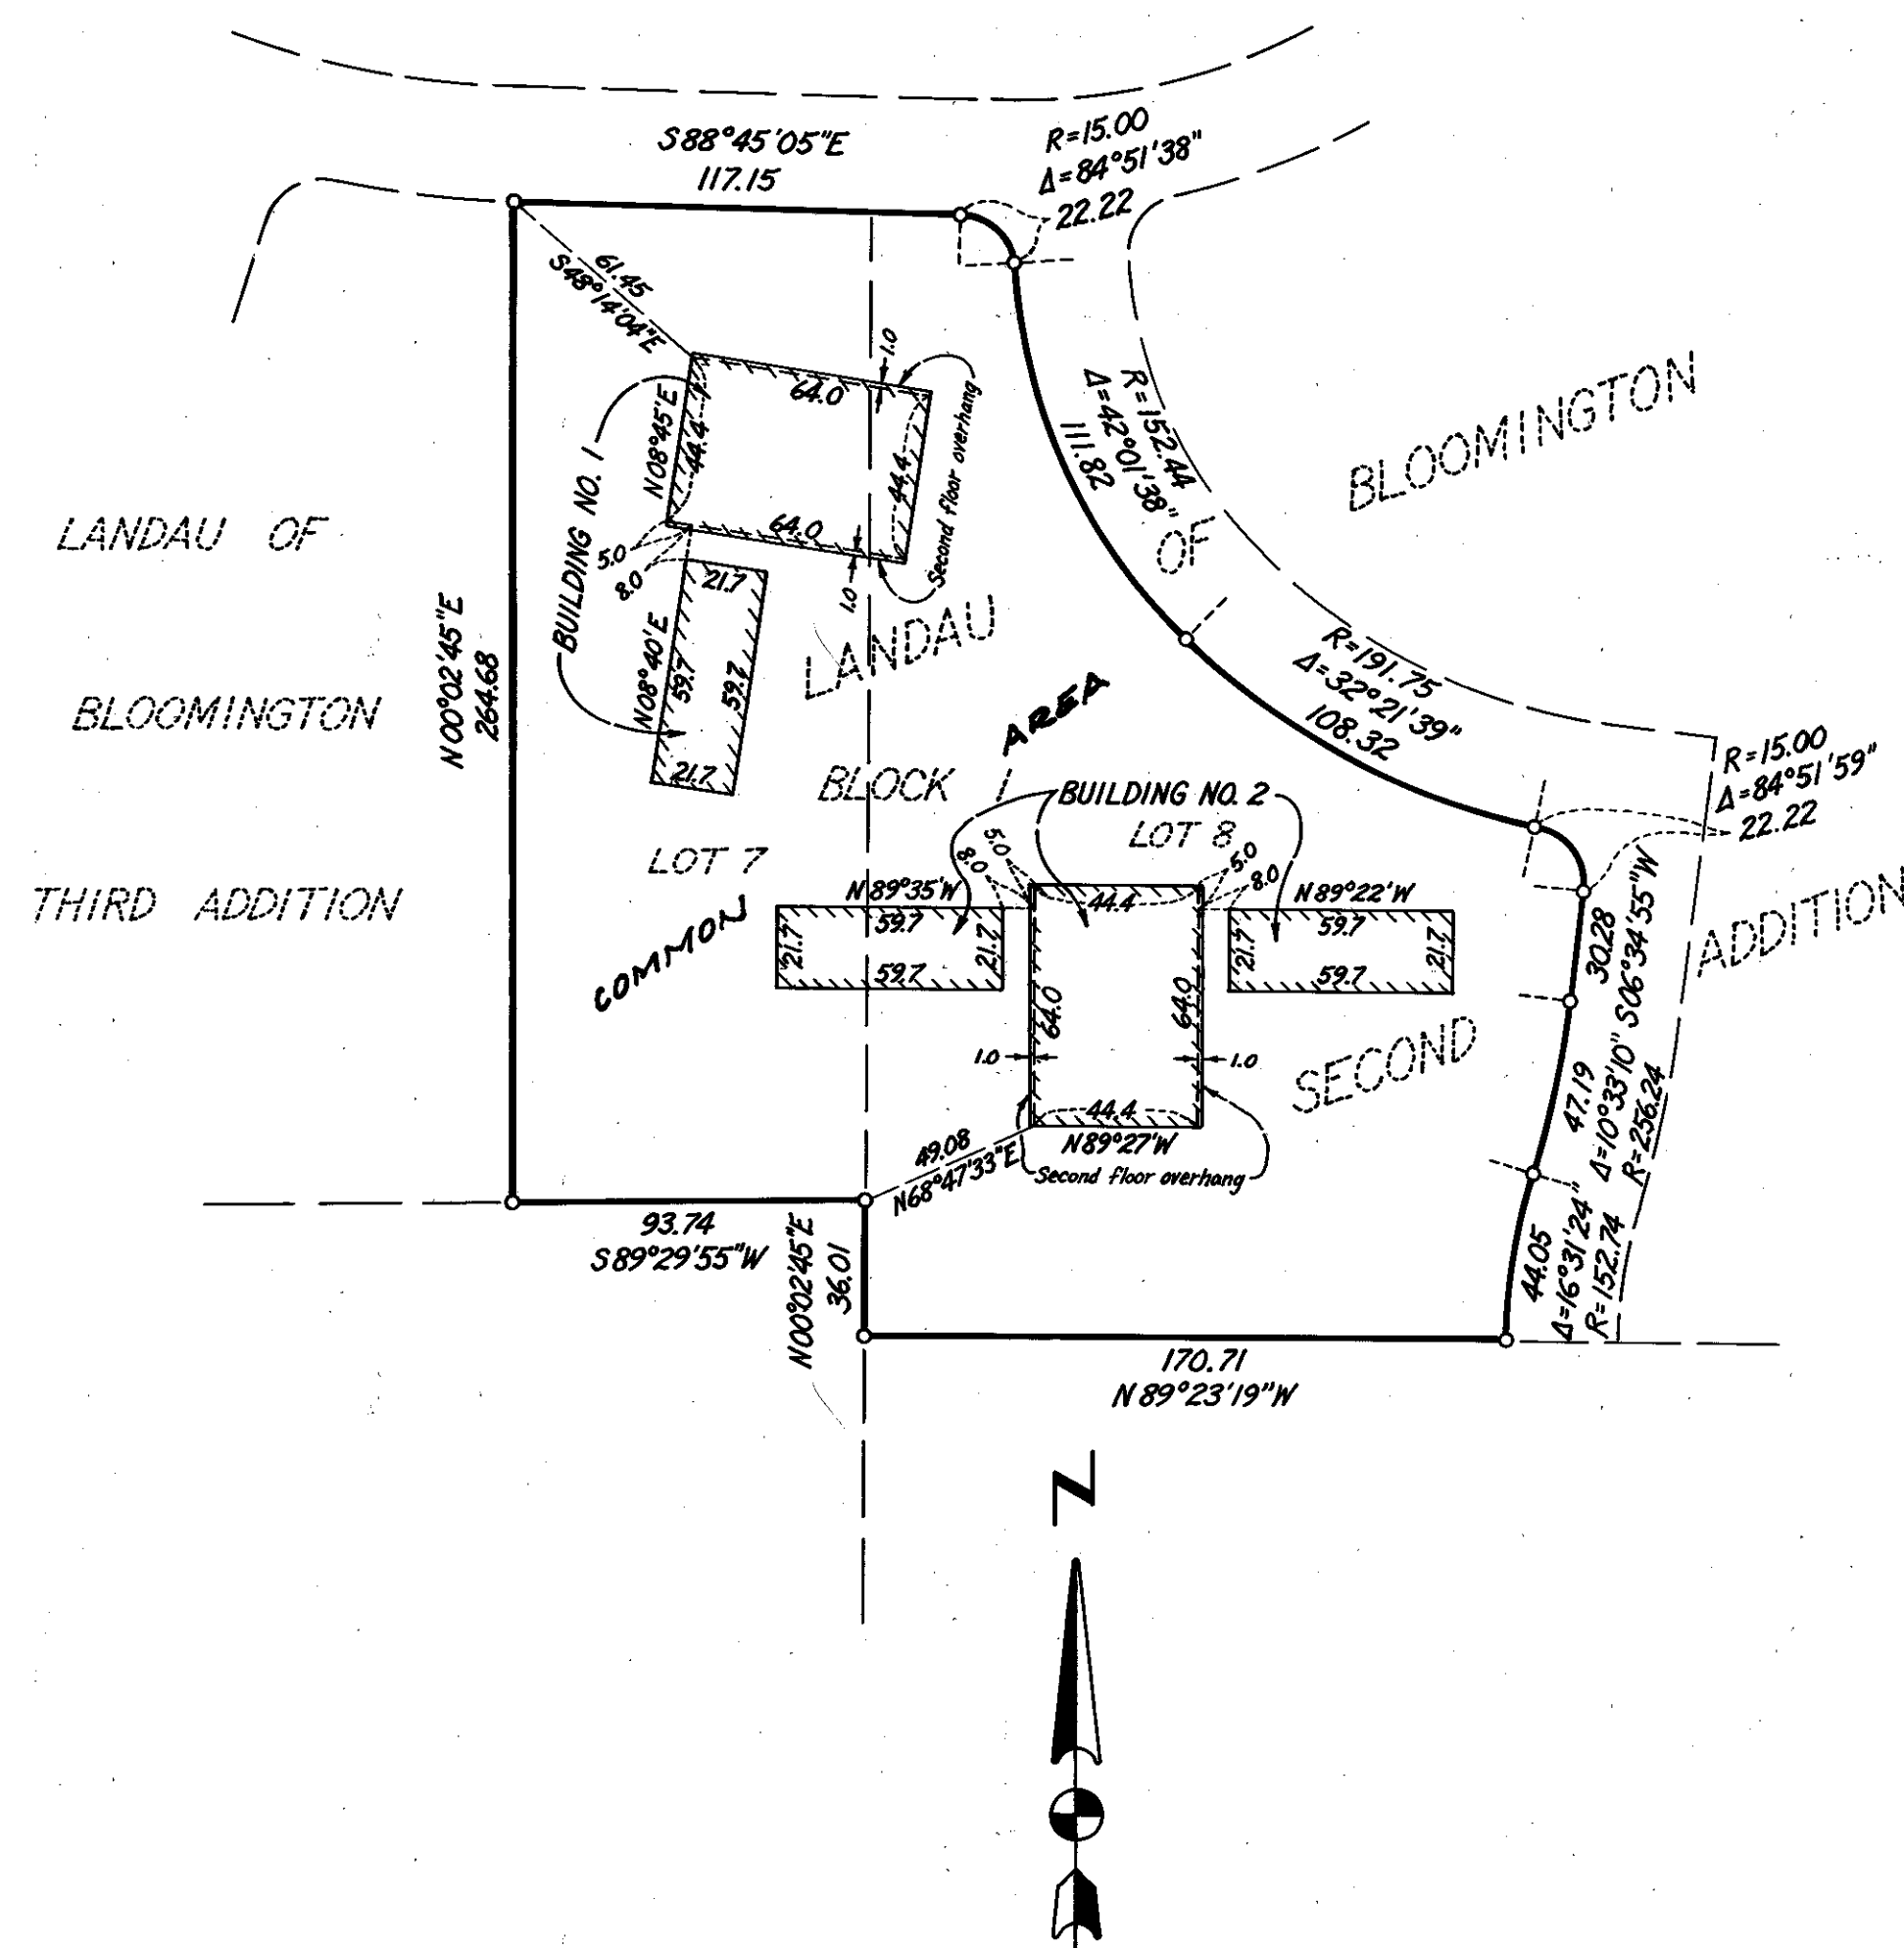 S88°45'05"E
117.15
R=15.00
Δ=84°51'38"
22.22
61.45
S48°14'04"E
1.0
64.0
N08°45'E
44.4
44.4
64.0
Second floor overhang
BUILDING NO. 1
5.0
8.0
1.0
21.7
N08°40'E
59.7
59.7
21.7
R=152.44
Δ=42°01'38"
111.82
LANDAU OF
BLOOMINGTON
THIRD ADDITION
N00°02'45"E
264.68
LANDAU
OF
BLOOMINGTON
SECOND
ADDITION
R=191.75
Δ=32°21'39"
108.32
R=15.00
Δ=84°51'59"
22.22
COMMON
AREA
BLOCK
BUILDING NO. 2
LOT 7
LOT 8
5.0
8.0
5.0
8.0
N89°35'W
59.7
21.7
21.7
59.7
44.4
64.0
64.0
1.0
1.0
44.4
N89°27'W
Second floor overhang
N89°22'W
59.7
21.7
21.7
59.7
30.28
S06°34'55"W
47.19
Δ=10°33'10"
R=256.24
44.05
Δ=16°31'24"
R=152.74
49.08
N68°47'33"E
93.74
S89°29'55"W
N00°02'45"E
36.01
170.71
N89°23'19"W
N